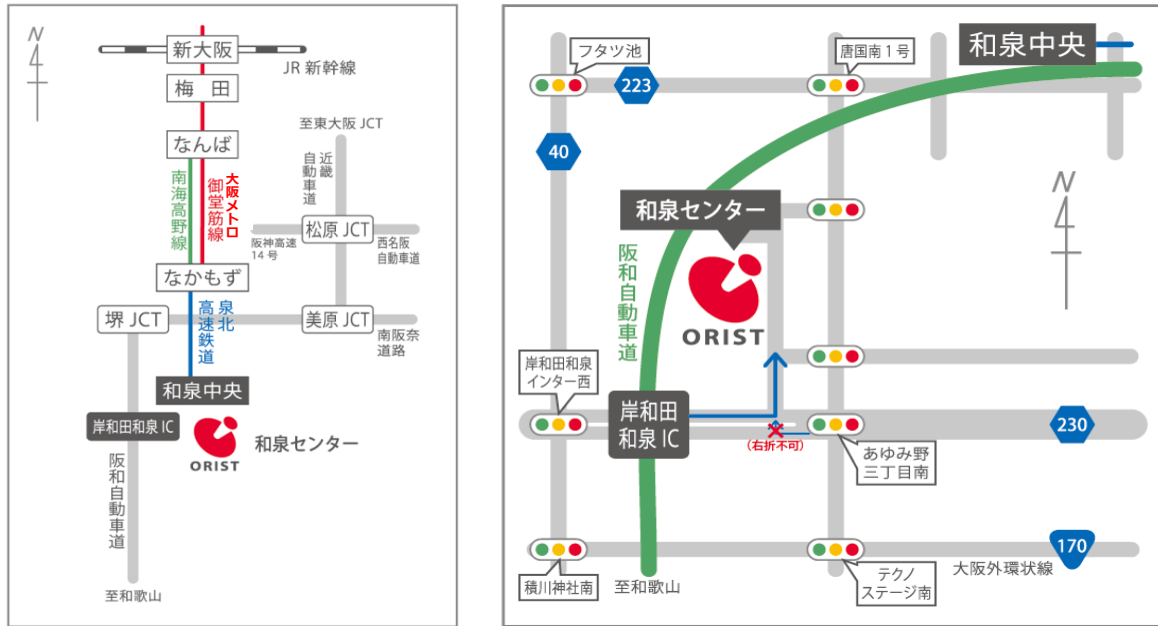 N
新大阪
JR 新幹線
梅田
なんば
至東大阪 JCT
近畿
自動車道
南海高野線
大阪メトロ
御堂筋線
阪神高速
14 号
松原 JCT
西名阪
自動車道
なかもず
堺 JCT
泉北
高速鉄道
美原 JCT
南阪奈
道路
和泉中央
岸和田和泉 IC
ORIST
和泉センター
阪和自動車道
至和歌山
フタツ池
唐国南 1 号
和泉中央
223
40
N
和泉センター
阪和自動車道
ORIST
岸和田和泉
インター西
岸和田
和泉 IC
230
(右折不可)
あゆみ野
三丁目南
170
大阪外環状線
積川神社南
至和歌山
テクノ
ステージ南